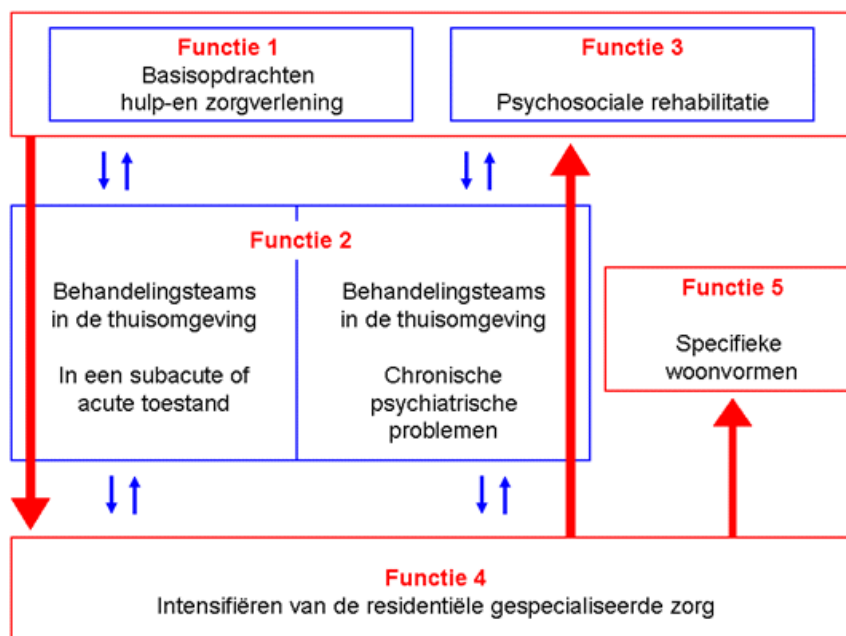 Functie 1
Basisopdrachten
hulp-en zorgverlening
Functie 3
Psychosociale rehabilitatie
Functie 2
Behandelingsteams
in de thuisomgeving
In een subacute of
acute toestand
Behandelingsteams
in de thuisomgeving
Chronische
psychiatrische
problemen
Functie 5
Specifieke
woonvormen
Functie 4
Intensifiëren van de residentiële gespecialiseerde zorg